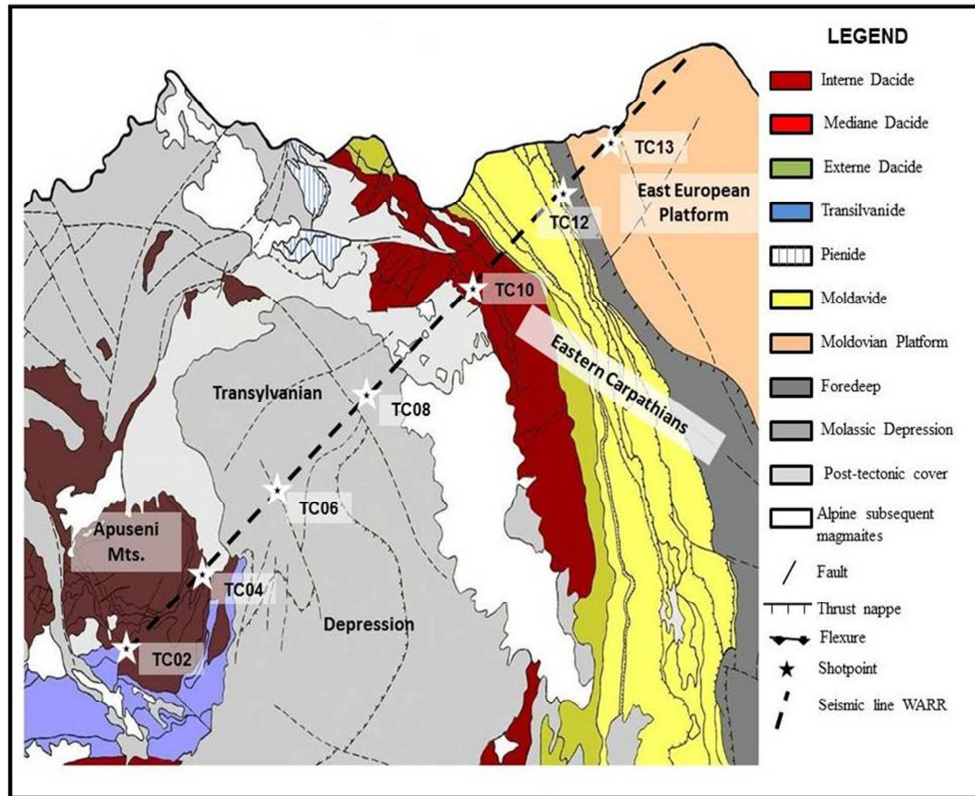 LEGEND
Interne Dacide
Mediane Dacide
Externe Dacide
Transilvanide
Pienide
Moldavide
Moldovian Platform
Foredeep
Molassic Depression
Post-tectonic cover
Alpine subsequent
magmaites
Fault
Thrust nappe
Flexure
Shotpoint
Seismic line WARR
TC13
East European
Platform
TC12
TC10
Eastern Carpathians
Transylvanian
TC08
TC06
Apuseni
Mts.
TC04
Depression
TC02